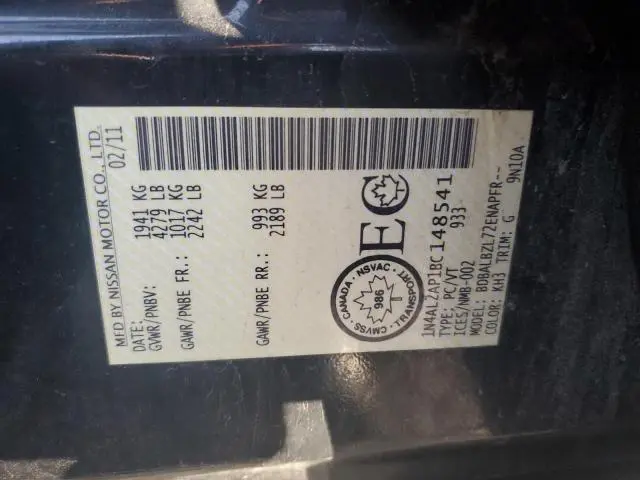 MFD BY NISSAN MOTOR CO., LTD.
DATE: 02/11
GVWR/PNBV: 1941 KG
4279 LB
GAWR/PNBE FR: 1017 KG
2242 LB
GAWR/PNBE RR: 993 KG
2189 LB
EC
CANADA · NSVAC · TRANSPORT · CMVSS ·
986
1N4AL2AP1BC148541
TYPE: PC/VT 933
ICES/NMB-002
MODEL: BDBALBZL72ENAPFR--
COLOR: KH3 TRIM: G 9N10A